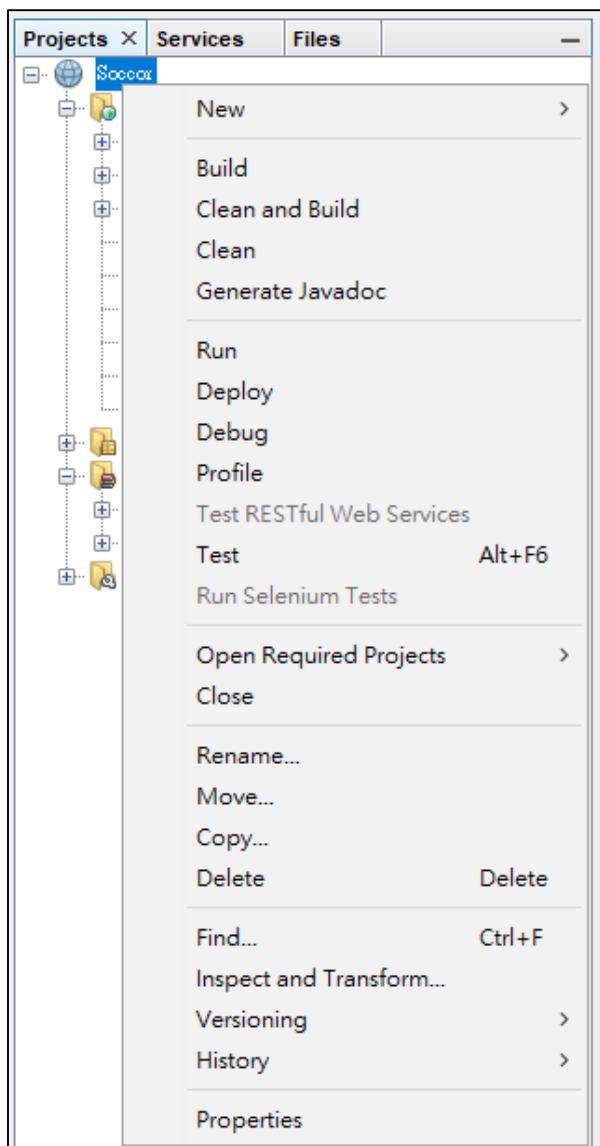 Projects × Services Files
Soccor
New
Build
Clean and Build
Clean
Generate Javadoc
Run
Deploy
Debug
Profile
Test RESTful Web Services
Test Alt+F6
Run Selenium Tests
Open Required Projects
Close
Rename...
Move...
Copy...
Delete Delete
Find... Ctrl+F
Inspect and Transform...
Versioning
History
Properties